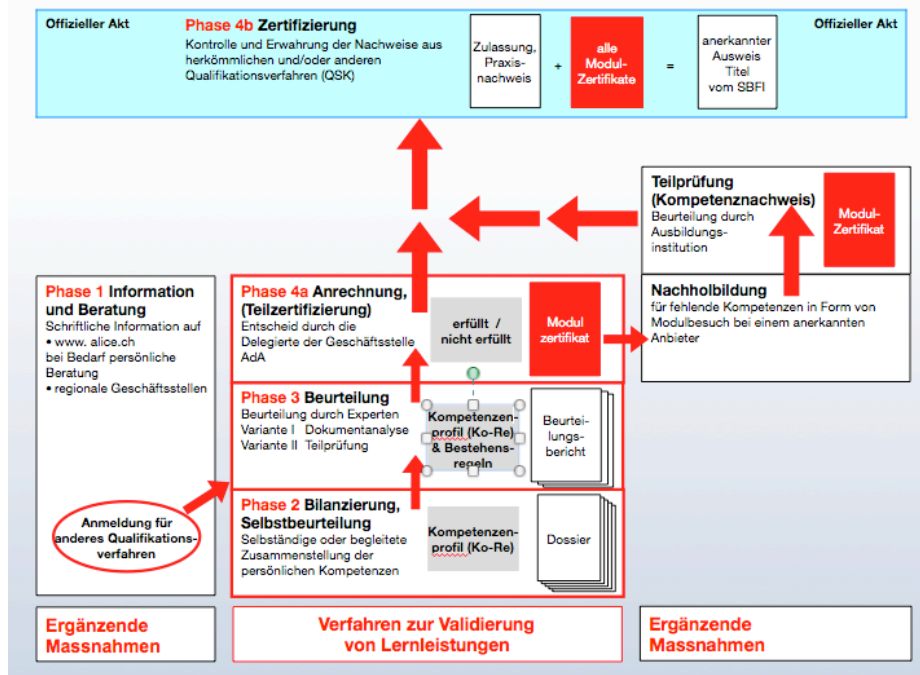 Offizieller Akt
Phase 4b Zertifizierung
Kontrolle und Erwahrung der Nachweise aus
herkömmlichen und/oder anderen
Qualifikationsverfahren (QSK)
Zulassung,
Praxis-
nachweis
+
alle
Modul-
Zertifikate
=
anerkannter
Ausweis
Titel
vom SBFI
Offizieller Akt
Teilprüfung
(Kompetenznachweis)
Beurteilung durch
Ausbildungs-
institution
Modul-
Zertifikat
Phase 1 Information
und Beratung
Schriftliche Information auf
• www. alice.ch
bei Bedarf persönliche
Beratung
• regionale Geschäftsstellen
Anmeldung für
anderes Qualifikations-
verfahren
Phase 4a Anrechnung,
(Teilzertifizierung)
Entscheid durch die
Delegierte der Geschäftsstelle
AdA
erfüllt /
nicht erfüllt
Modul
zertifikat
Nachholbildung
für fehlende Kompetenzen in Form von
Modulbesuch bei einem anerkannten
Anbieter
Phase 3 Beurteilung
Beurteilung durch Experten
Variante I Dokumentanalyse
Variante II Teilprüfung
Kompetenzen-
profil (Ko-Re)
& Bestehens-
regeln
Beurtei-
lungs-
bericht
Phase 2 Bilanzierung,
Selbstbeurteilung
Selbständige oder begleitete
Zusammenstellung der
persönlichen Kompetenzen
Kompetenzen-
profil (Ko-Re)
Dossier
Ergänzende
Massnahmen
Verfahren zur Validierung
von Lernleistungen
Ergänzende
Massnahmen